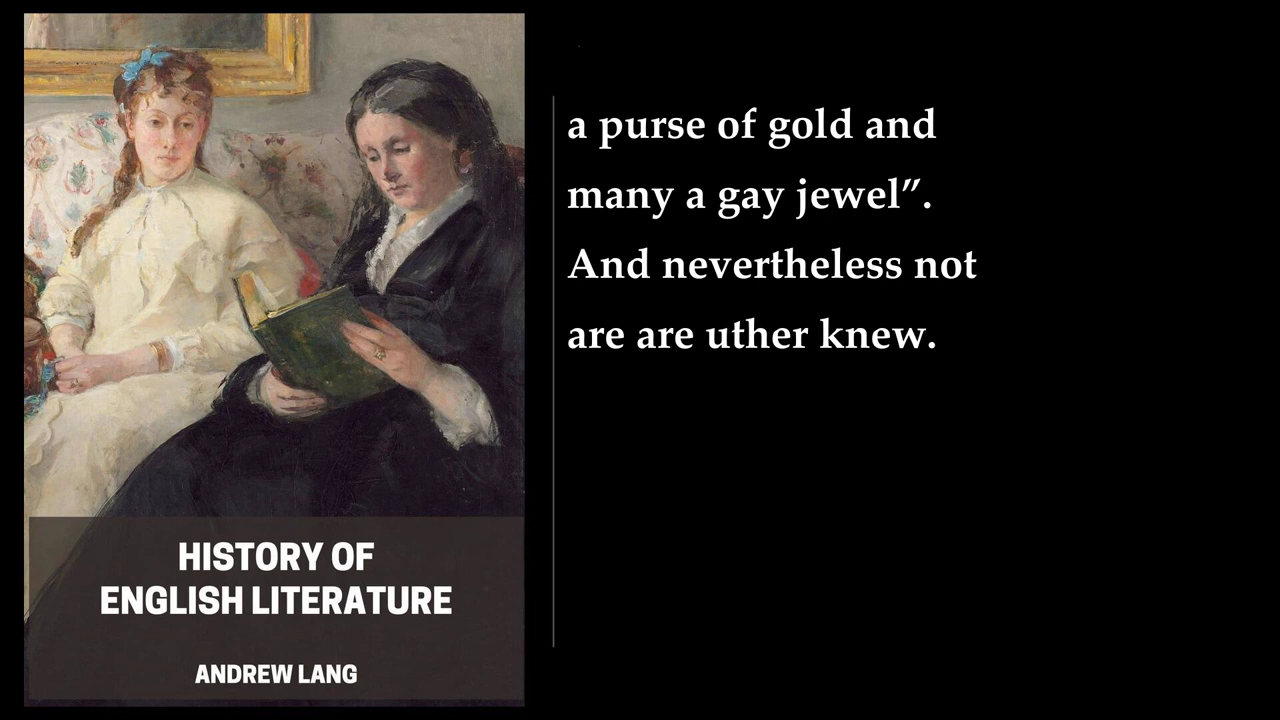 a purse of gold and
many a gay jewel”.
And nevertheless not
are are uther knew.
HISTORY OF
ENGLISH LITERATURE
ANDREW LANG